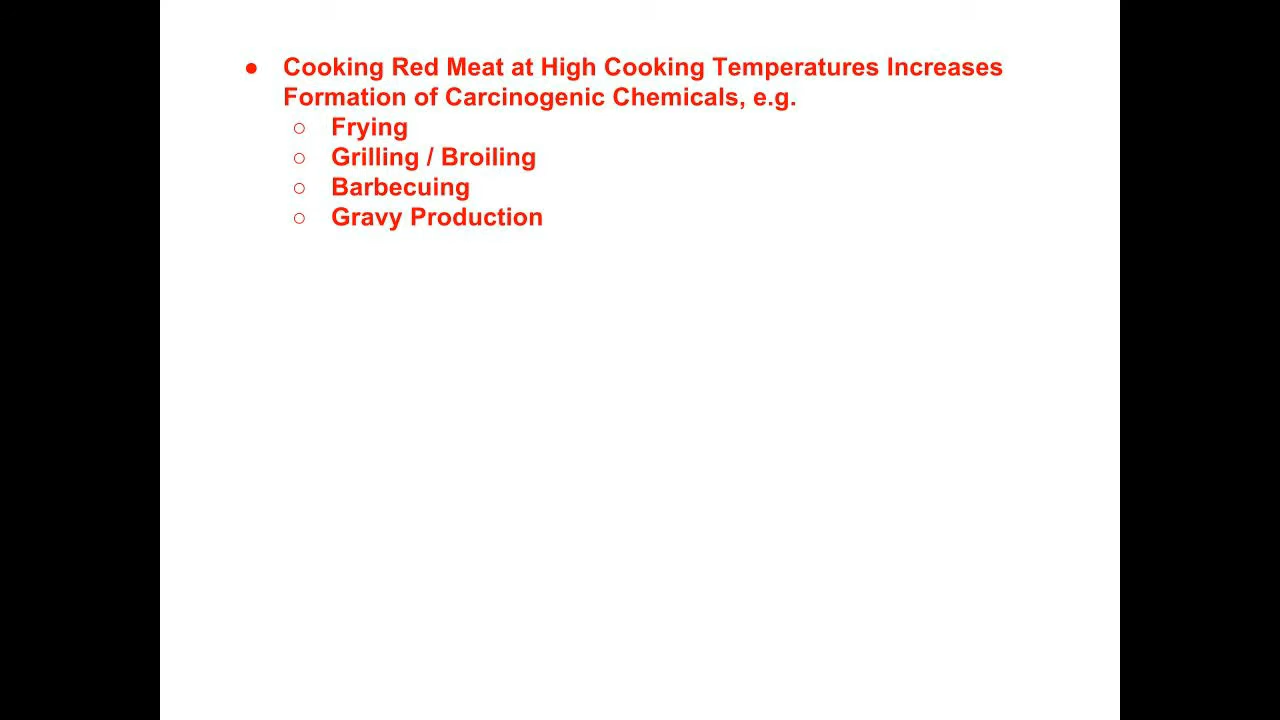 ● Cooking Red Meat at High Cooking Temperatures Increases
Formation of Carcinogenic Chemicals, e.g.
○ Frying
○ Grilling / Broiling
○ Barbecuing
○ Gravy Production